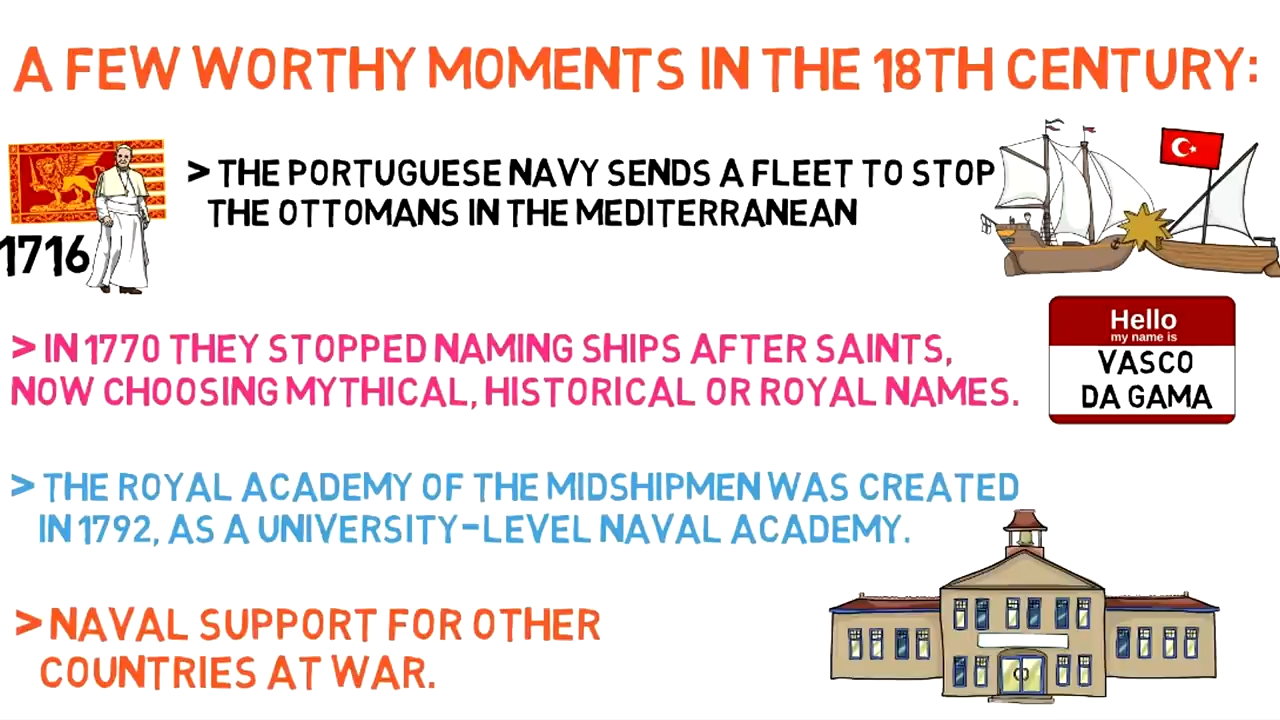 A FEW WORTHY MOMENTS IN THE 18TH CENTURY:
> THE PORTUGUESE NAVY SENDS A FLEET TO STOP
THE OTTOMANS IN THE MEDITERRANEAN
1716
> IN 1770 THEY STOPPED NAMING SHIPS AFTER SAINTS,
NOW CHOOSING MYTHICAL, HISTORICAL OR ROYAL NAMES.
Hello
my name is
VASCO
DA GAMA
> THE ROYAL ACADEMY OF THE MIDSHIPMEN WAS CREATED
IN 1792, AS A UNIVERSITY-LEVEL NAVAL ACADEMY.
> NAVAL SUPPORT FOR OTHER
COUNTRIES AT WAR.